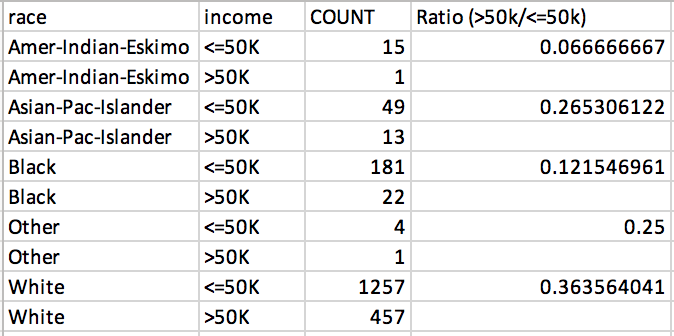 race income COUNT Ratio (>50k/<=50k)
Amer-Indian-Eskimo <=50K 15 0.066666667
Amer-Indian-Eskimo >50K 1
Asian-Pac-Islander <=50K 49 0.265306122
Asian-Pac-Islander >50K 13
Black <=50K 181 0.121546961
Black >50K 22
Other <=50K 4 0.25
Other >50K 1
White <=50K 1257 0.363564041
White >50K 457